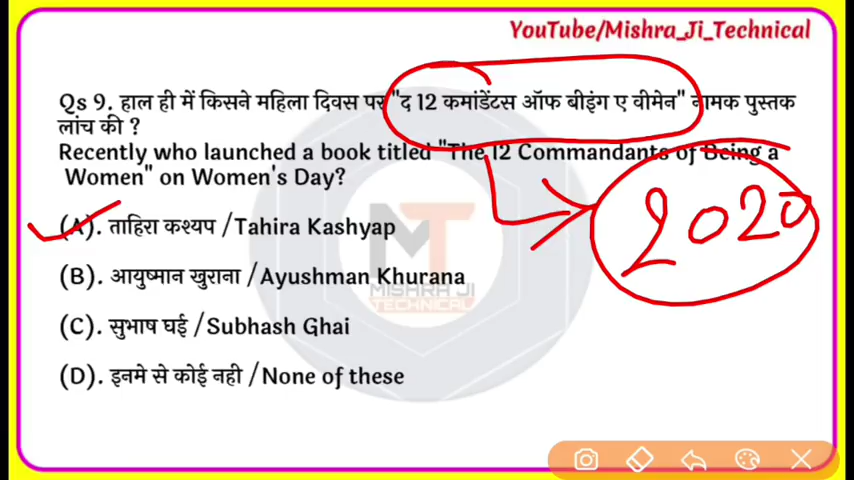 YouTube/Mishra_Ji_Technical
Qs 9. हाल ही में किसने महिला दिवस पर "द 12 कमांडेंटस ऑफ बीइंग ए वीमेन" नामक पुस्तक
लांच की ?
Recently who launched a book titled "The 12 Commandants of Being a
Women" on Women's Day?
2020
(A). ताहिरा कश्यप /Tahira Kashyap
(B). आयुष्मान खुराना /Ayushman Khurana
(C). सुभाष घई /Subhash Ghai
(D). इनमे से कोई नही /None of these
MT
MISHRA JI
TECHNICAL